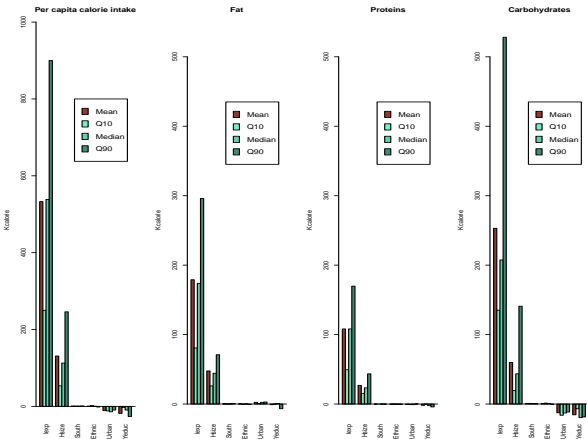 Per capita calorie intake
Kcalorie
0
200
400
600
800
1000
Mean
Q10
Median
Q90
lexp
Hsize
South
Ethnic
Urban
Yeduc
Fat
Kcalorie
0
100
200
300
400
500
Mean
Q10
Median
Q90
lexp
Hsize
South
Ethnic
Urban
Yeduc
Proteins
Kcalorie
0
100
200
300
400
500
Mean
Q10
Median
Q90
lexp
Hsize
South
Ethnic
Urban
Yeduc
Carbohydrates
Kcalorie
0
100
200
300
400
500
Mean
Q10
Median
Q90
lexp
Hsize
South
Ethnic
Urban
Yeduc